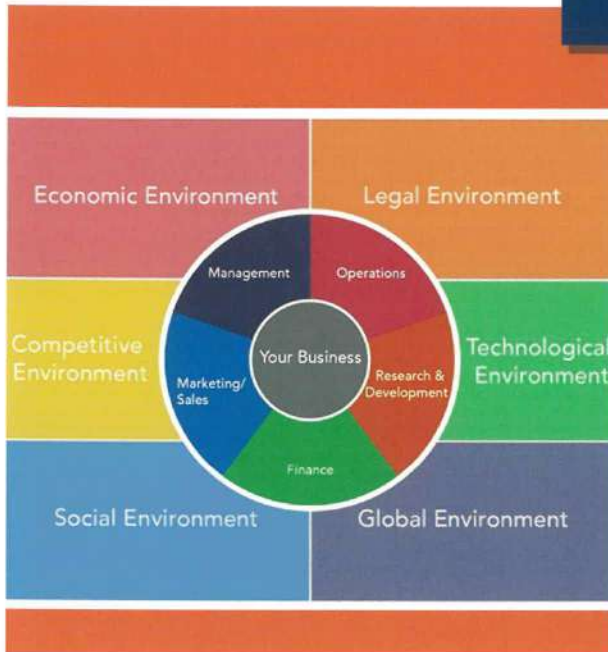 Economic Environment
Legal Environment
Management
Operations
Competitive
Environment
Your Business
Technological
Environment
Marketing/
Sales
Research &
Development
Finance
Social Environment
Global Environment